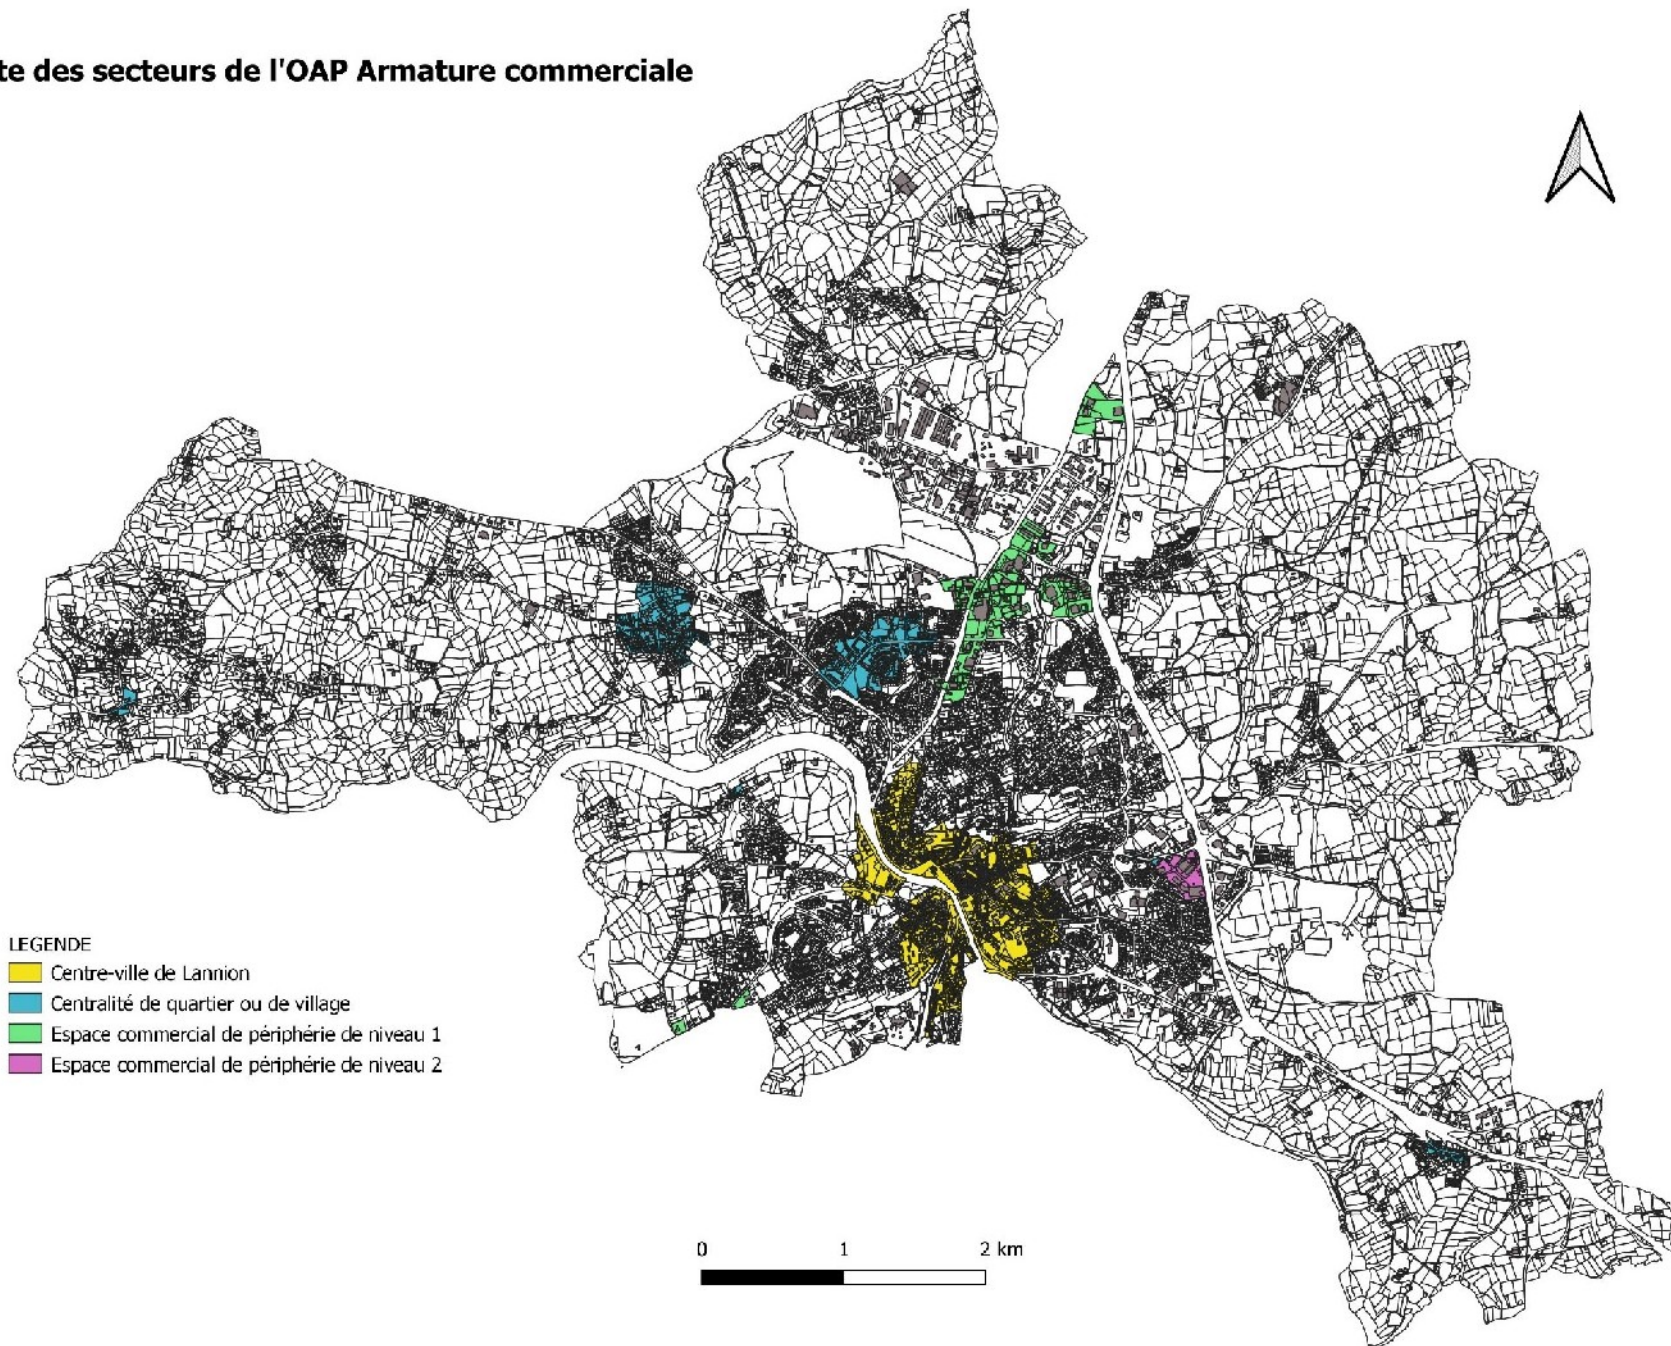 te des secteurs de l'OAP Armature commerciale
LEGENDE
Centre-ville de Lannion
Centralité de quartier ou de village
Espace commercial de périphérie de niveau 1
Espace commercial de périphérie de niveau 2
0 1 2 km